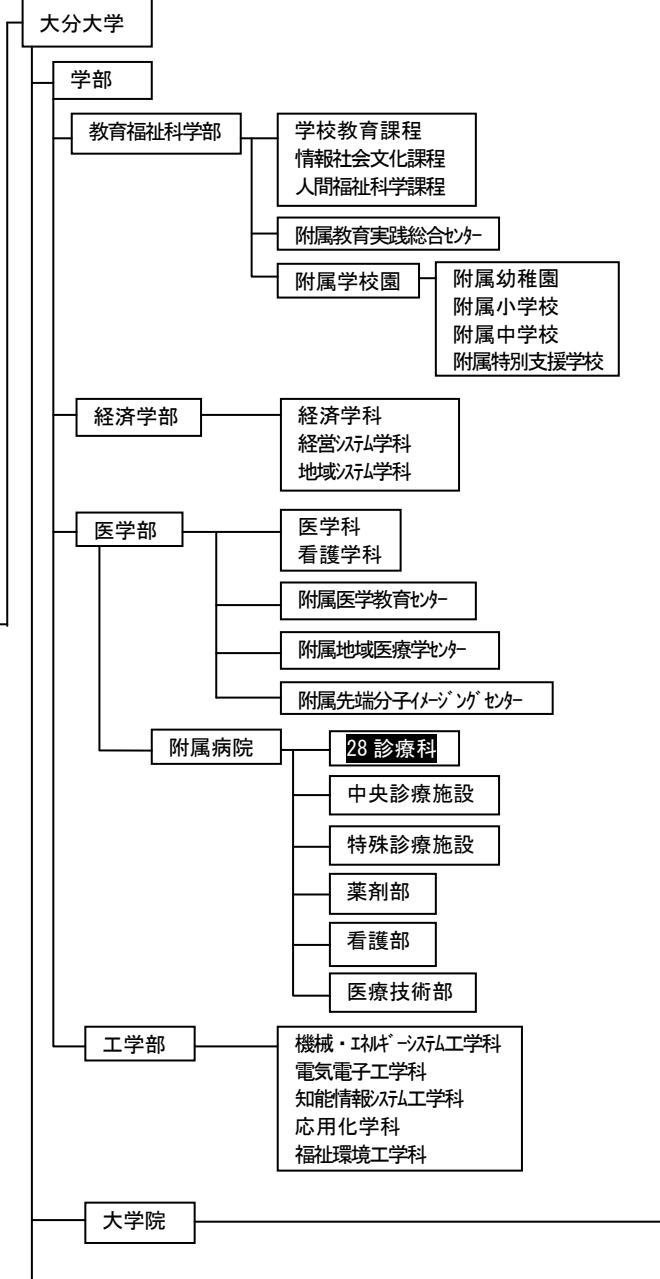 大分大学
学部
教育福祉科学部
学校教育課程
情報社会文化課程
人間福祉科学課程
附属教育実践総合ｾﾝﾀｰ
附属学校園
附属幼稚園
附属小学校
附属中学校
附属特別支援学校
経済学部
経済学科
経営ｼｽﾃﾑ学科
地域ｼｽﾃﾑ学科
医学部
医学科
看護学科
附属医学教育ｾﾝﾀｰ
附属地域医療学ｾﾝﾀｰ
附属先端分子ｲﾒｰｼﾞﾝｸﾞｾﾝﾀｰ
附属病院
28 診療科
中央診療施設
特殊診療施設
薬剤部
看護部
医療技術部
工学部
機械・ｴﾈﾙｷﾞｰｼｽﾃﾑ工学科
電気電子工学科
知能情報ｼｽﾃﾑ工学科
応用化学科
福祉環境工学科
大学院